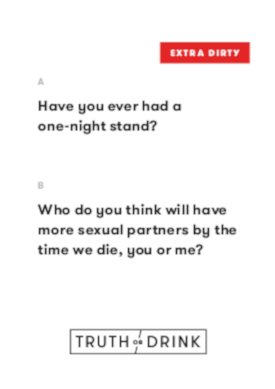 EXTRA DIRTY
A
Have you ever had a
one-night stand?
B
Who do you think will have
more sexual partners by the
time we die, you or me?
TRUTH OR DRINK